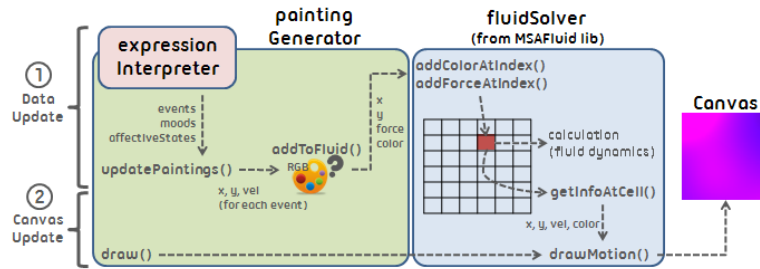 painting
Generator
fluidSolver
(from MSAFluid lib)
expression
Interpreter
1
Data
Update
events
moods
affectiveStates
updatePaintings()
addToFluid()
RGB
?
x, y, vel
(for each event)
x
y
force
color
addColorAtIndex()
addForceAtIndex()
calculation
(fluid dynamics)
getInfoAtCell()
x, y, vel, color
Canvas
2
Canvas
Update
draw()
drawMotion()